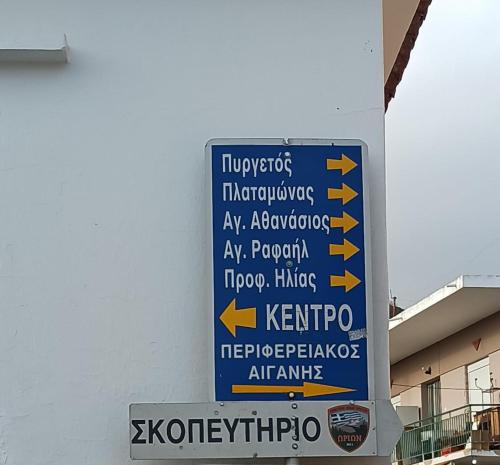 Πυργετός
Πλαταμώνας
Αγ. Αθανάσιος
Αγ. Ραφαήλ
Προφ. Ηλίας
ΚΕΝΤΡΟ
ΠΕΡΙΦΕΡΕΙΑΚΟΣ
ΑΙΓΑΝΗΣ
ΣΚΟΠΕΥΤΗΡΙΟ
ΩΡΙΩΝ